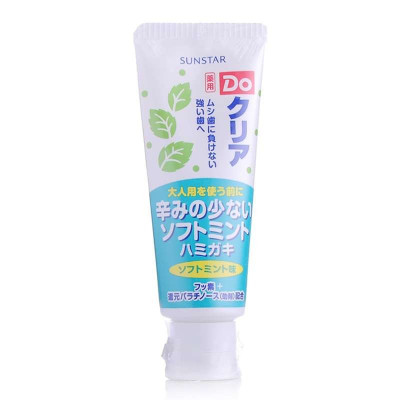 SUNSTAR
薬用
Do
クリア
ムシ歯に負けない
強い歯へ
大人用を使う前に
辛みの少ない
ソフトミント
ハミガキ
ソフトミント味
フッ素+
還元パラチノース(助剤)配合